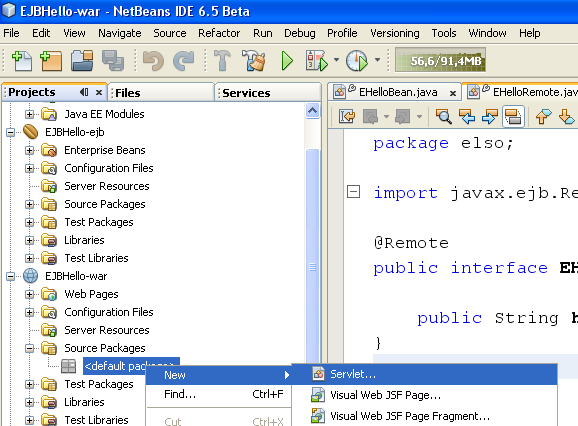 EJBHello-war - NetBeans IDE 6.5 Beta
File Edit View Navigate Source Refactor Run Debug Profile Versioning Tools Window Help
56,6/91,4MB
Projects Files Services
Java EE Modules
EJBHello-ejb
Enterprise Beans
Configuration Files
Server Resources
Source Packages
Test Packages
Libraries
Test Libraries
EJBHello-war
Web Pages
Configuration Files
Server Resources
Source Packages
<default package>
Test Packages
Libraries
Test Libraries
EHelloBean.java x EHelloRemote.jav
package elso;
import javax.ejb.Re
@Remote
public interface EH
public String h
}
New
Find... Ctrl+F
Cut Ctrl+X
Servlet...
Visual Web JSF Page...
Visual Web JSF Page Fragment...